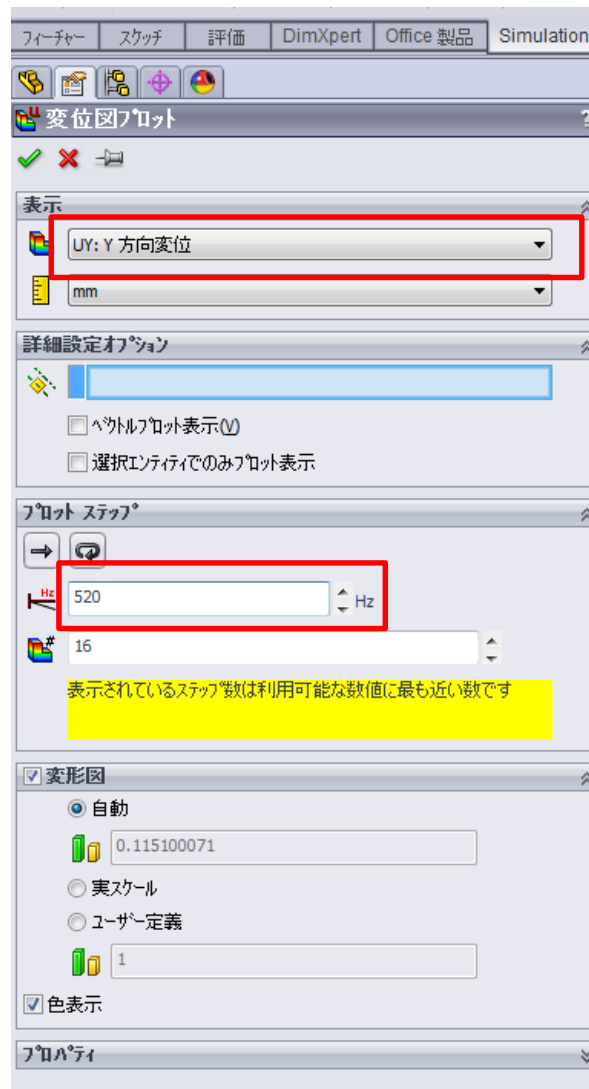 フィーチャー スケッチ 評価 DimXpert Office 製品 Simulation
変位図プロット ?
表示
UY: Y 方向変位
mm
詳細設定オプション
ベクトルプロット表示(V)
選択エンティティでのみプロット表示
プロット ステップ
Hz 520 Hz
# 16
表示されているステップ数は利用可能な数値に最も近い数です
変形図
自動
0.115100071
実スケール
ユーザー定義
1
色表示
プロパティ